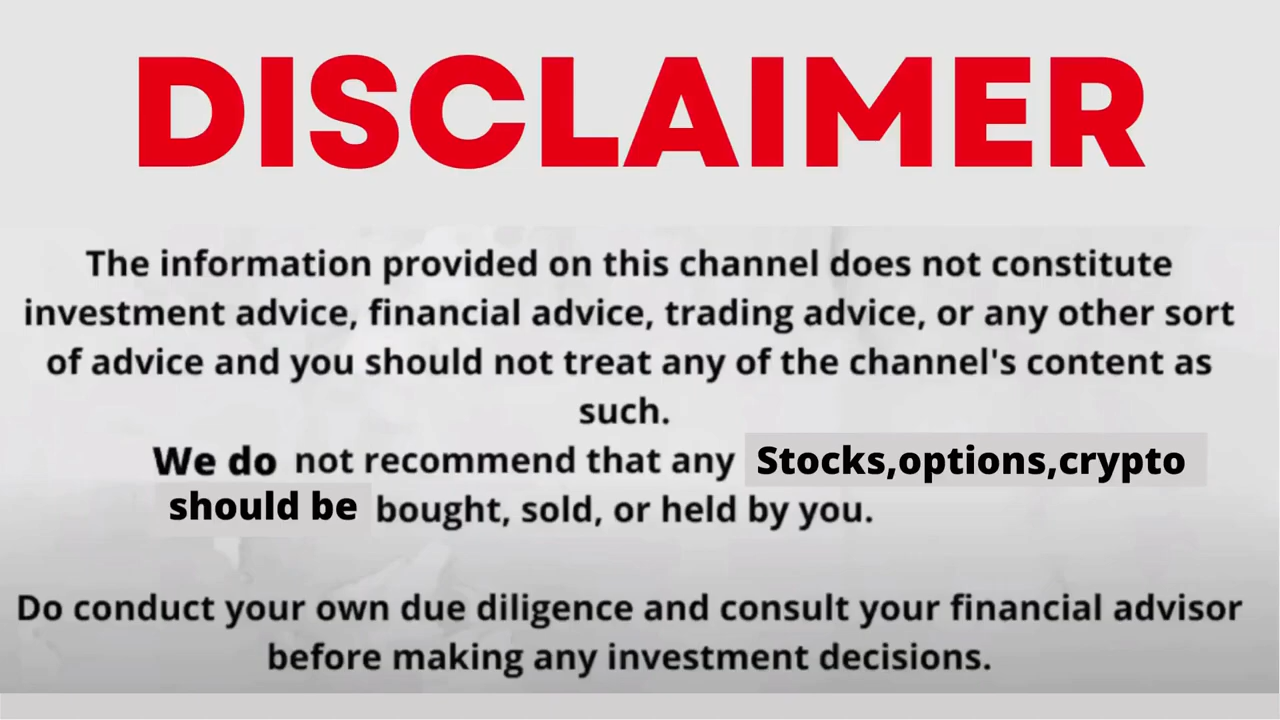 DISCLAIMER
The information provided on this channel does not constitute
investment advice, financial advice, trading advice, or any other sort
of advice and you should not treat any of the channel's content as
such.
We do not recommend that any Stocks,options,crypto
should be bought, sold, or held by you.
Do conduct your own due diligence and consult your financial advisor
before making any investment decisions.